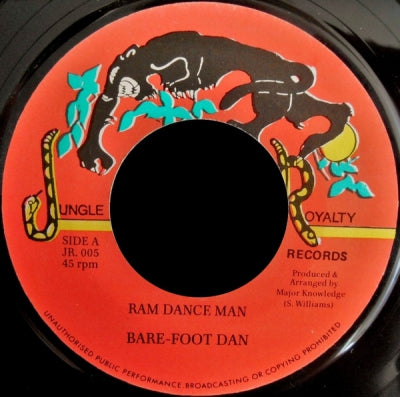 JUNGLE ROYALTY
RECORDS
SIDE A
JR. 005
45 rpm
Produced &
Arranged by
Major Knowledge
(S. Williams)
RAM DANCE MAN
BARE-FOOT DAN
UNAUTHORISED PUBLIC PERFORMANCE, BROADCASTING OR COPYING PROHIBITED